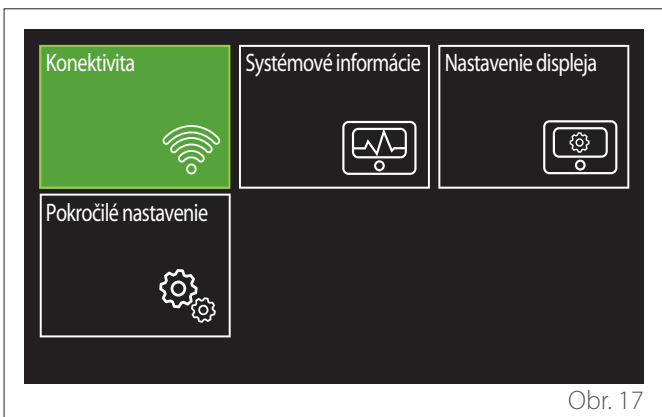 Konektivita
Systémové informácie
Nastavenie displeja
Pokročilé nastavenie
Obr. 17